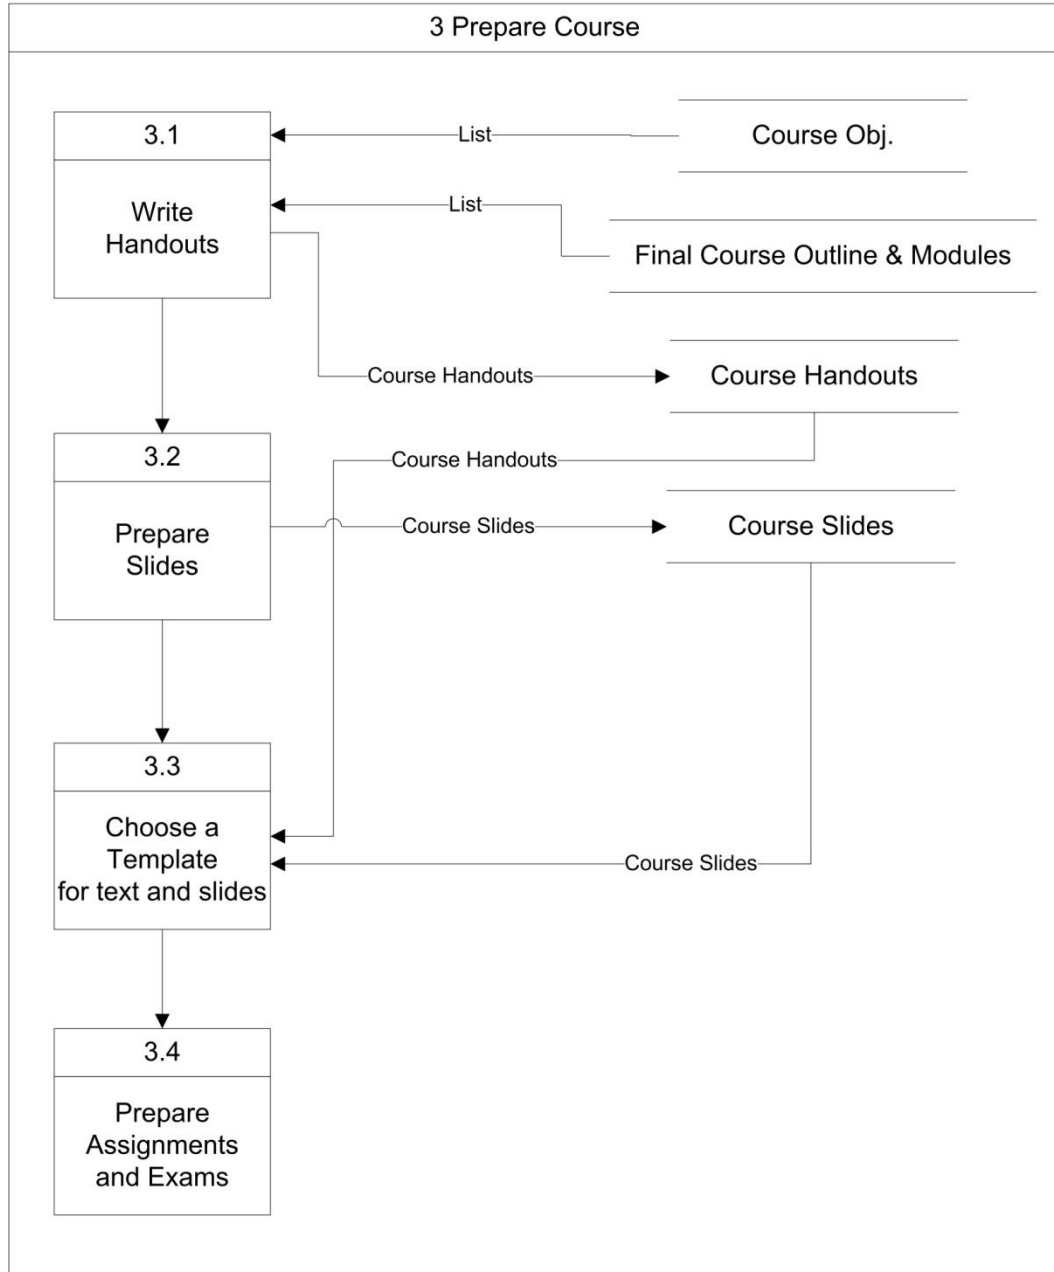 3 Prepare Course
3.1
Write
Handouts
List
Course Obj.
List
Final Course Outline & Modules
Course Handouts
Course Handouts
3.2
Prepare
Slides
Course Handouts
Course Slides
Course Slides
3.3
Choose a
Template
for text and slides
Course Slides
3.4
Prepare
Assignments
and Exams